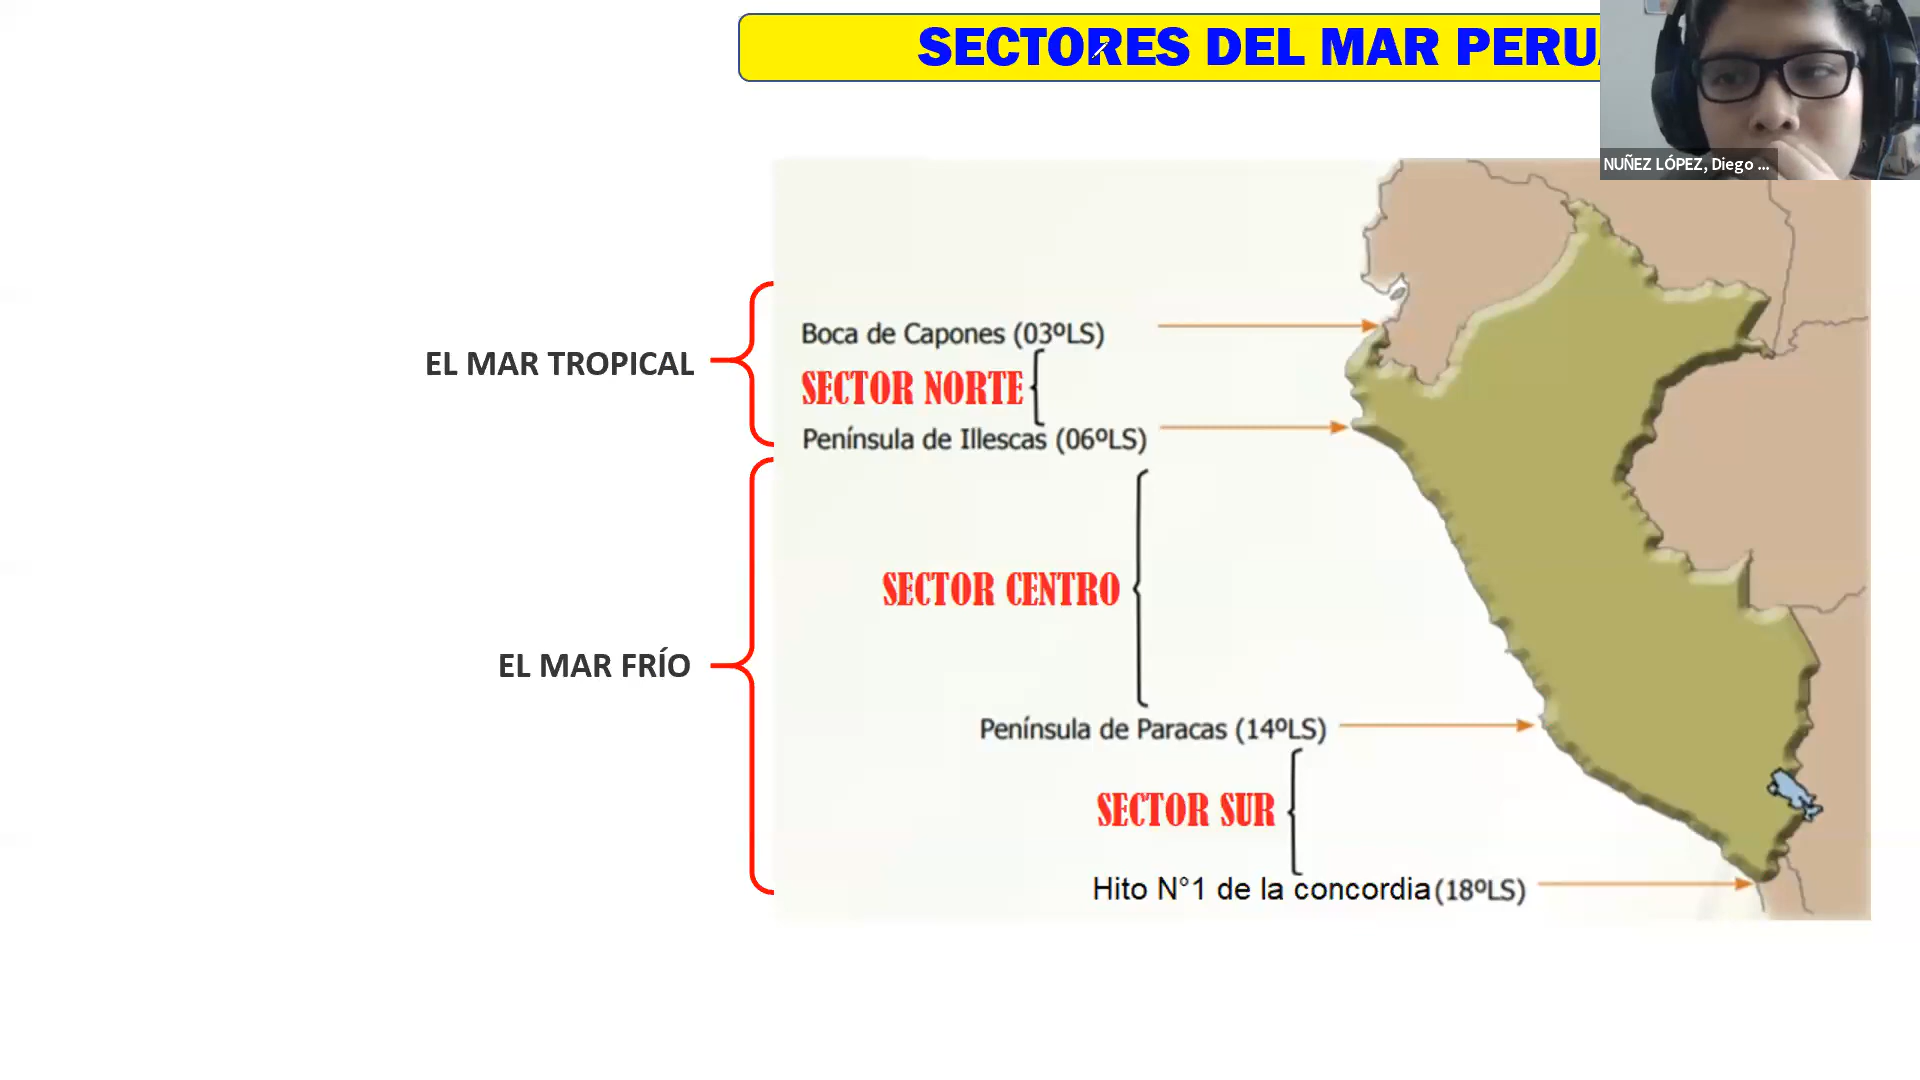 SECTORES DEL MAR PERU
NUÑEZ LÓPEZ, Diego ...
Boca de Capones (03ºLS)
EL MAR TROPICAL
SECTOR NORTE
Península de Illescas (06ºLS)
SECTOR CENTRO
EL MAR FRÍO
Península de Paracas (14ºLS)
SECTOR SUR
Hito N°1 de la concordia (18ºLS)